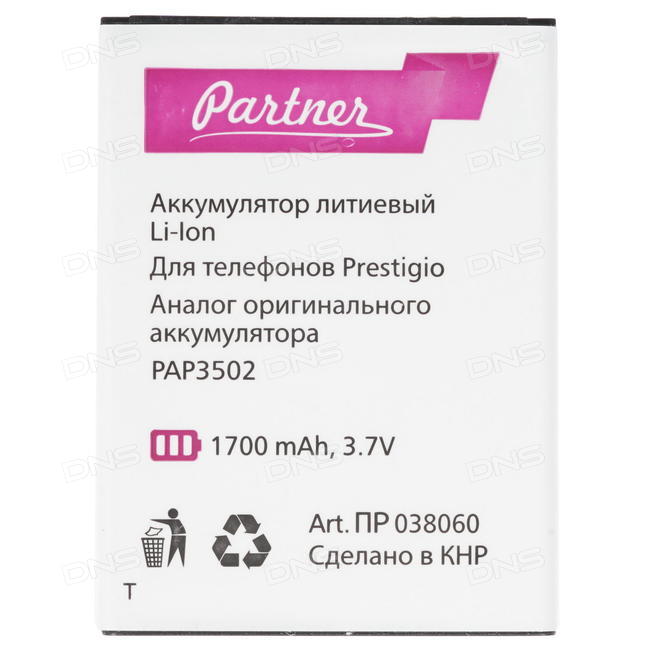 Partner
Аккумулятор литиевый
Li-Ion
Для телефонов Prestigio
Аналог оригинального
аккумулятора
PAP3502
1700 mAh, 3.7V
Art. ПР 038060
Сделано в КНР
T
DNS